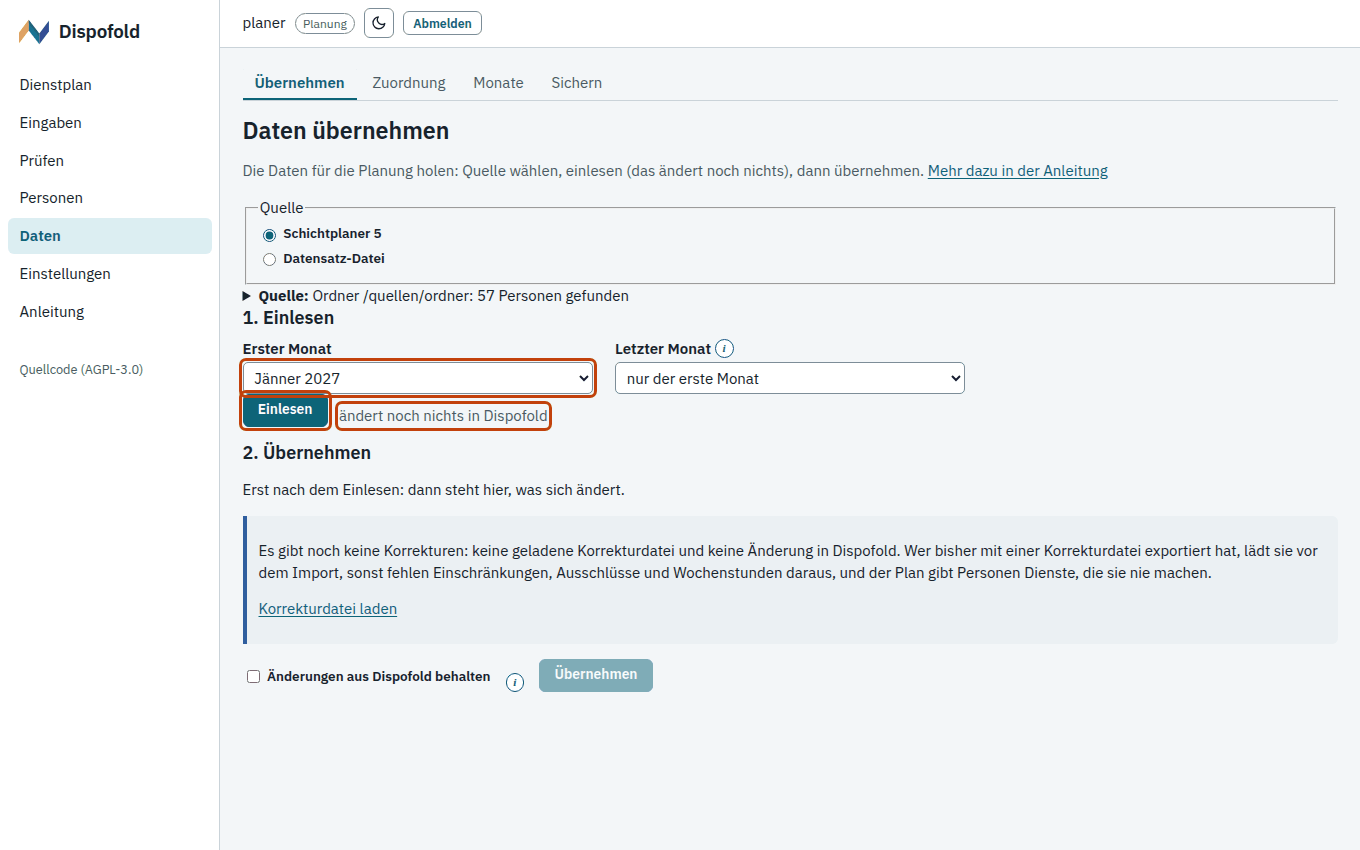 Dispofold
Dienstplan
Eingaben
Prüfen
Personen
Daten
Einstellungen
Anleitung
Quellcode (AGPL-3.0)
planer Planung Abmelden
Übernehmen Zuordnung Monate Sichern
Daten übernehmen
Die Daten für die Planung holen: Quelle wählen, einlesen (das ändert noch nichts), dann übernehmen. Mehr dazu in der Anleitung
Quelle
Schichtplaner 5
Datensatz-Datei
Quelle: Ordner /quellen/ordner: 57 Personen gefunden
1. Einlesen
Erster Monat Letzter Monat i
Jänner 2027 nur der erste Monat
Einlesen ändert noch nichts in Dispofold
2. Übernehmen
Erst nach dem Einlesen: dann steht hier, was sich ändert.
Es gibt noch keine Korrekturen: keine geladene Korrekturdatei und keine Änderung in Dispofold. Wer bisher mit einer Korrekturdatei exportiert hat, lädt sie vor
dem Import, sonst fehlen Einschränkungen, Ausschlüsse und Wochenstunden daraus, und der Plan gibt Personen Dienste, die sie nie machen.
Korrekturdatei laden
Änderungen aus Dispofold behalten i Übernehmen